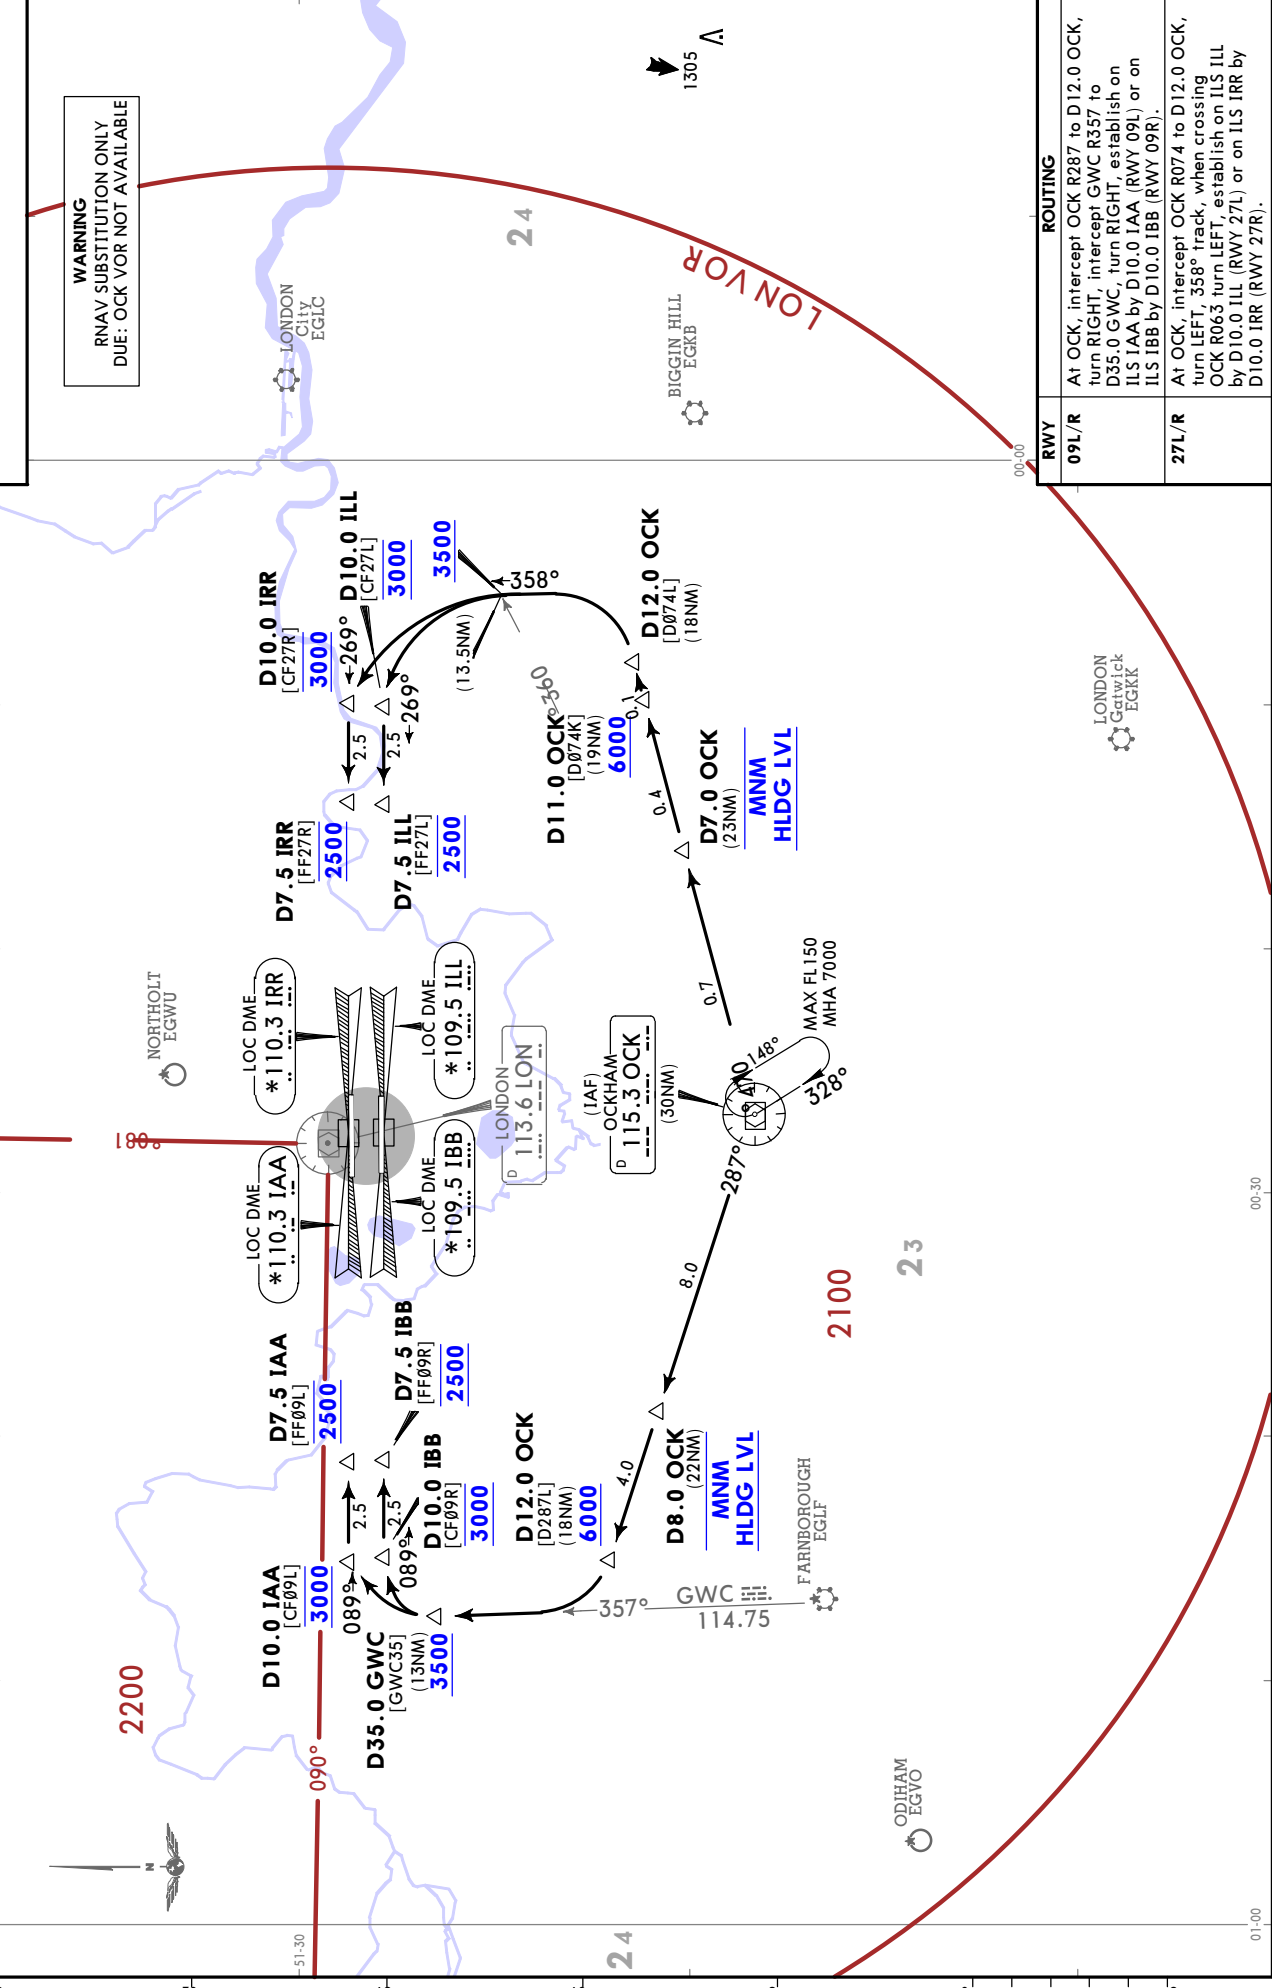 WARNING
RNAV SUBSTITUTION ONLY
DUE: OCK VOR NOT AVAILABLE
2200
181°
090°
51-30
N
NORTHOLT
EGWU
LONDON
City
EGLC
BIGGIN HILL
EGKB
1305
24
LON VOR
LOC DME
*110.3 IAA
LOC DME
*110.3 IRR
LOC DME
*109.5 IBB
LOC DME
*109.5 ILL
LONDON
D 113.6 LON
(IAF)
OCKHAM
D 115.3 OCK
(30NM)
D10.0 IAA
[CFØ9L]
3000
089°
2.5
D7.5 IAA
[FFØ9L]
2500
D10.0 IBB
[CFØ9R]
3000
089°
2.5
D7.5 IBB
[FFØ9R]
2500
D35.0 GWC
[GWC35]
(13NM)
3500
D12.0 OCK
[D287L]
(18NM)
6000
4.0
D8.0 OCK
(22NM)
MNM
HLDG LVL
8.0
287°
357°
GWC
114.75
FARNBOROUGH
EGLF
ODIHAM
EGVO
D7.5 IRR
[FF27R]
2500
2.5
D10.0 IRR
[CF27R]
3000
269°
D7.5 ILL
[FF27L]
2500
2.5
D10.0 ILL
[CF27L]
3000
269°
3500
(13.5NM)
358°
D12.0 OCK
[DØ74L]
(18NM)
D11.0 OCK
[DØ74K]
(19NM)
6000
0.4
D7.0 OCK
(23NM)
MNM
HLDG LVL
0.7
148°
328°
MAX FL150
MHA 7000
LONDON
Gatwick
EGKK
2100
23
24
01-00
00-30
00-00
RWY ROUTING
09L/R At OCK, intercept OCK R287 to D12.0 OCK,
turn RIGHT, intercept GWC R357 to
D35.0 GWC, turn RIGHT, establish on
ILS IAA by D10.0 IAA (RWY 09L) or on
ILS IBB by D10.0 IBB (RWY 09R).
27L/R At OCK, intercept OCK R074 to D12.0 OCK,
turn LEFT, 358° track, when crossing
OCK R063 turn LEFT, establish on ILS ILL
by D10.0 ILL (RWY 27L) or on ILS IRR by
D10.0 IRR (RWY 27R).